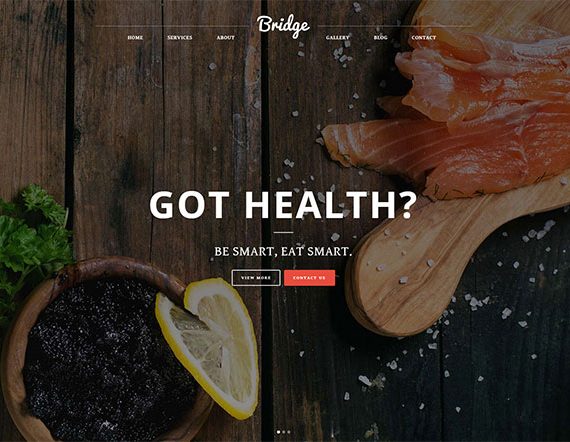 Bridge
HOME SERVICES ABOUT GALLERY BLOG CONTACT
GOT HEALTH?
BE SMART, EAT SMART.
VIEW MORE CONTACT US